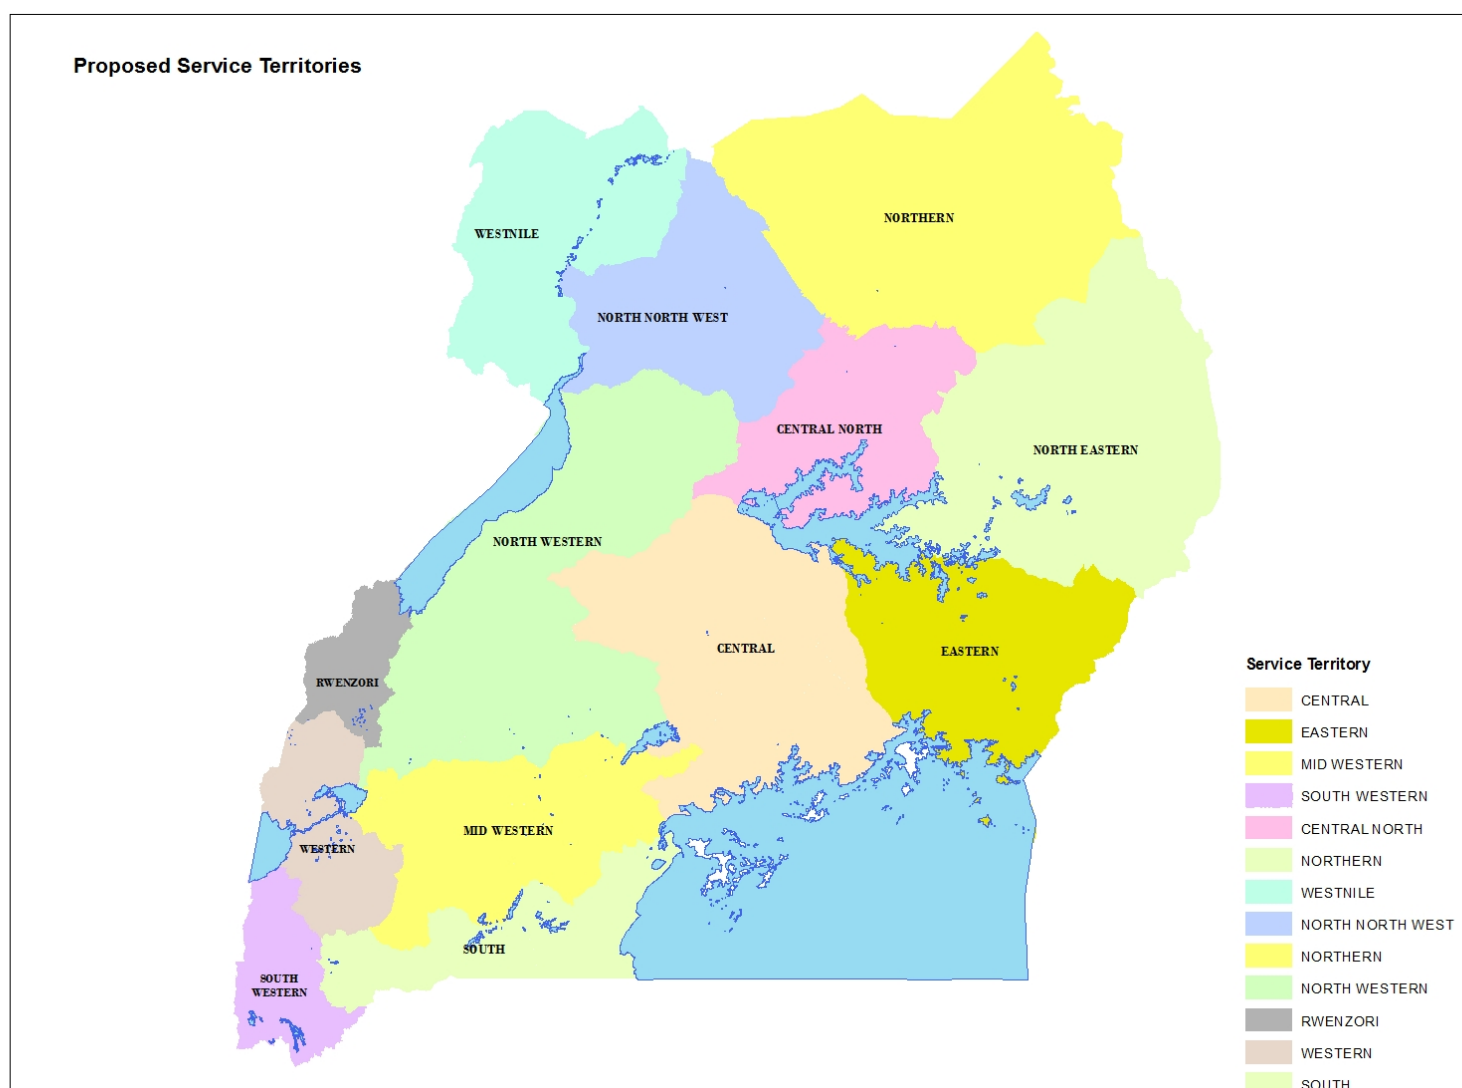 Proposed Service Territories
NORTHERN
WESTNILE
NORTH NORTH WEST
CENTRAL NORTH
NORTH EASTERN
NORTH WESTERN
CENTRAL
EASTERN
RWENZORI
MID WESTERN
WESTERN
SOUTH
SOUTH
WESTERN
Service Territory
CENTRAL
EASTERN
MID WESTERN
SOUTH WESTERN
CENTRAL NORTH
NORTHERN
WESTNILE
NORTH NORTH WEST
NORTHERN
NORTH WESTERN
RWENZORI
WESTERN
SOUTH